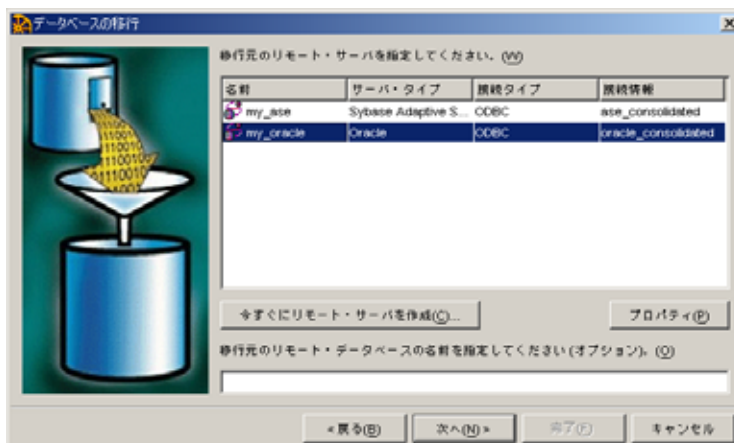 データベースの移行
移行元のリモート・サーバを指定してください。(W)
名前 サーバ・タイプ 接続タイプ 接続情報
my_ase Sybase Adaptive S... ODBC ase_consolidated
my_oracle Oracle ODBC oracle_consolidated
110010
110010
今すぐにリモート・サーバを作成(C)... プロパティ(P)
移行元のリモート・データベースの名前を指定してください(オプション)。(O)
<戻る(B) 次へ(N)> 完了(F) キャンセル